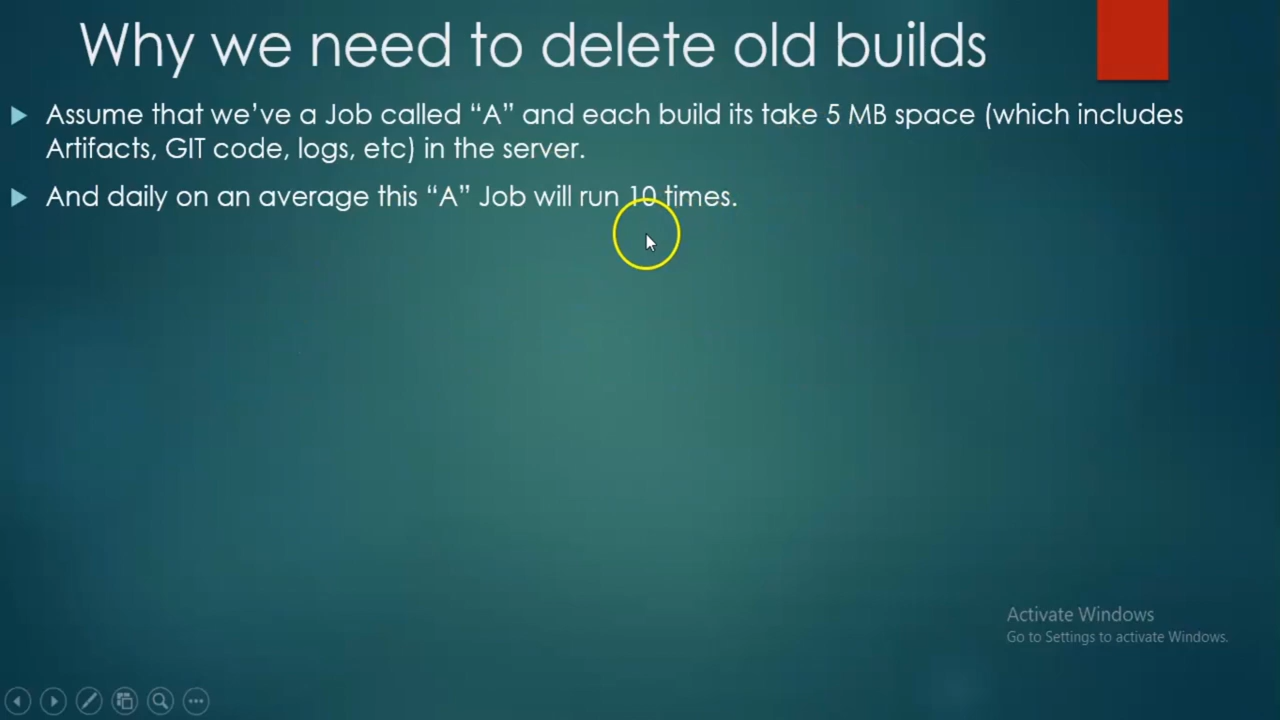 Why we need to delete old builds
Assume that we’ve a Job called “A” and each build its take 5 MB space (which includes
Artifacts, GIT code, logs, etc) in the server.
And daily on an average this “A” Job will run 10 times.
Activate Windows
Go to Settings to activate Windows.